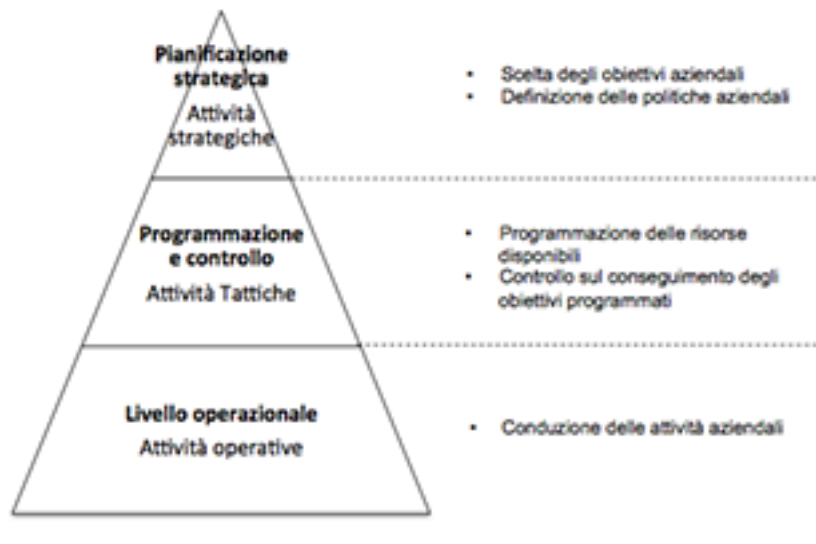 Pianificazione
strategica
Attività
strategiche
• Scelta degli obiettivi aziendali
• Definizione delle politiche aziendali
Programmazione
e controllo
Attività Tattiche
• Programmazione delle risorse
disponibili
• Controllo sul conseguimento degli
obiettivi programmati
Livello operazionale
Attività operative
• Conduzione delle attività aziendali